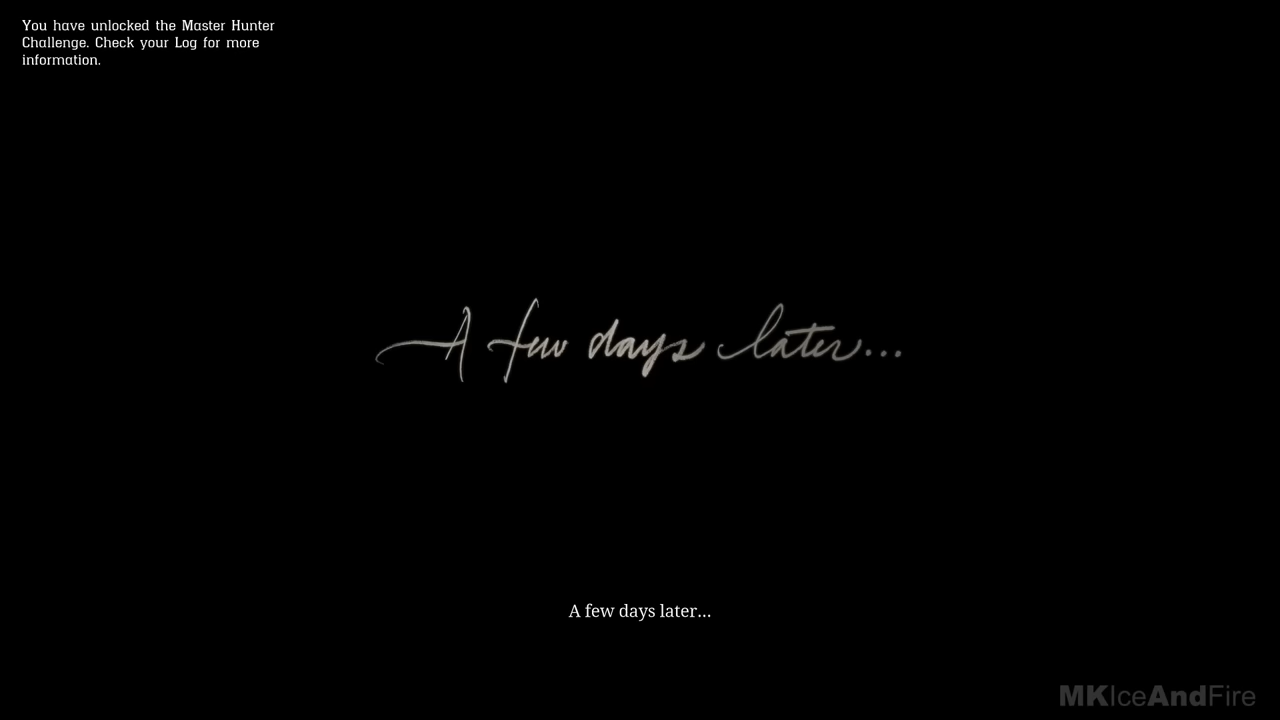 You have unlocked the Master Hunter
Challenge. Check your Log for more
information.
A few days later...
A few days later...
MKIceAndFire